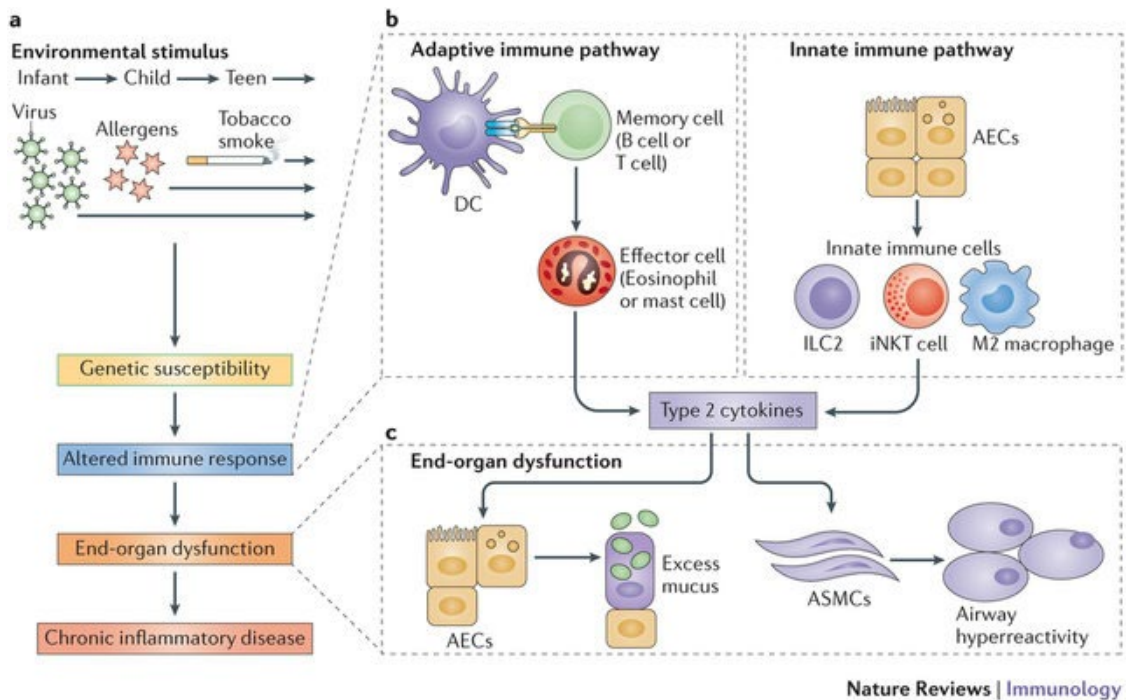 a
Environmental stimulus
Infant Child Teen
Virus
Allergens
Tobacco
smoke
Genetic susceptibility
Altered immune response
End-organ dysfunction
Chronic inflammatory disease
b
Adaptive immune pathway
DC
Memory cell
(B cell or
T cell)
Effector cell
(Eosinophil
or mast cell)
Innate immune pathway
AECs
Innate immune cells
ILC2
iNKT cell
M2 macrophage
Type 2 cytokines
c
End-organ dysfunction
AECs
Excess
mucus
ASMCs
Airway
hyperreactivity
Nature Reviews | Immunology